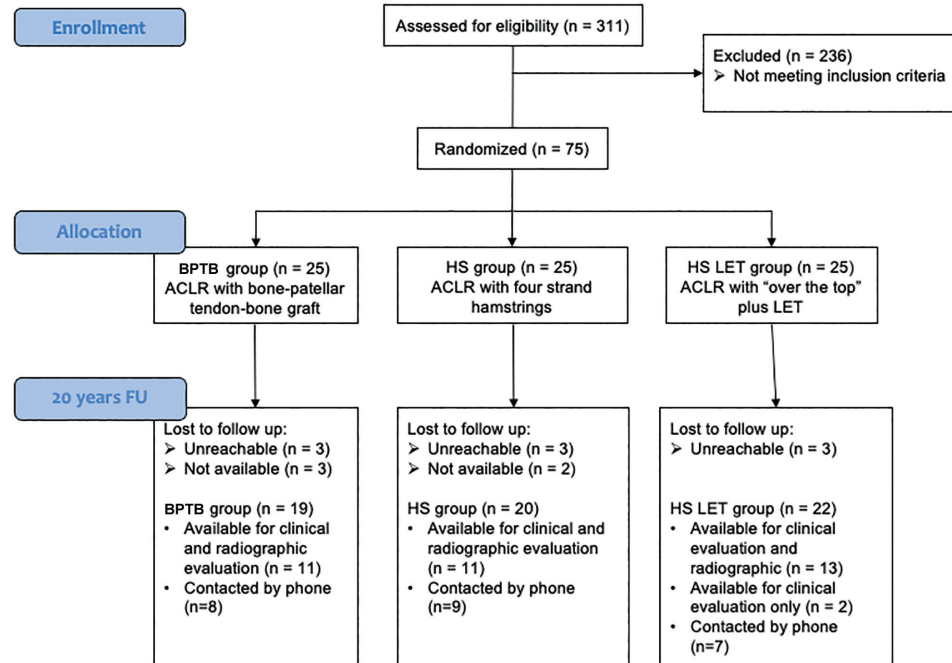 Enrollment
Assessed for eligibility (n = 311)
Excluded (n = 236)
➢ Not meeting inclusion criteria
Randomized (n = 75)
Allocation
BPTB group (n = 25)
ACLR with bone-patellar
tendon-bone graft
HS group (n = 25)
ACLR with four strand
hamstrings
HS LET group (n = 25)
ACLR with “over the top”
plus LET
20 years FU
Lost to follow up:
➢ Unreachable (n = 3)
➢ Not available (n = 3)
BPTB group (n = 19)
• Available for clinical
and radiographic
evaluation (n = 11)
• Contacted by phone
(n=8)
Lost to follow up:
➢ Unreachable (n = 3)
➢ Not available (n = 2)
HS group (n = 20)
• Available for clinical and
radiographic evaluation
(n = 11)
• Contacted by phone
(n=9)
Lost to follow up:
➢ Unreachable (n = 3)
HS LET group (n = 22)
• Available for clinical
evaluation and
radiographic (n = 13)
• Available for clinical
evaluation only (n = 2)
• Contacted by phone
(n=7)